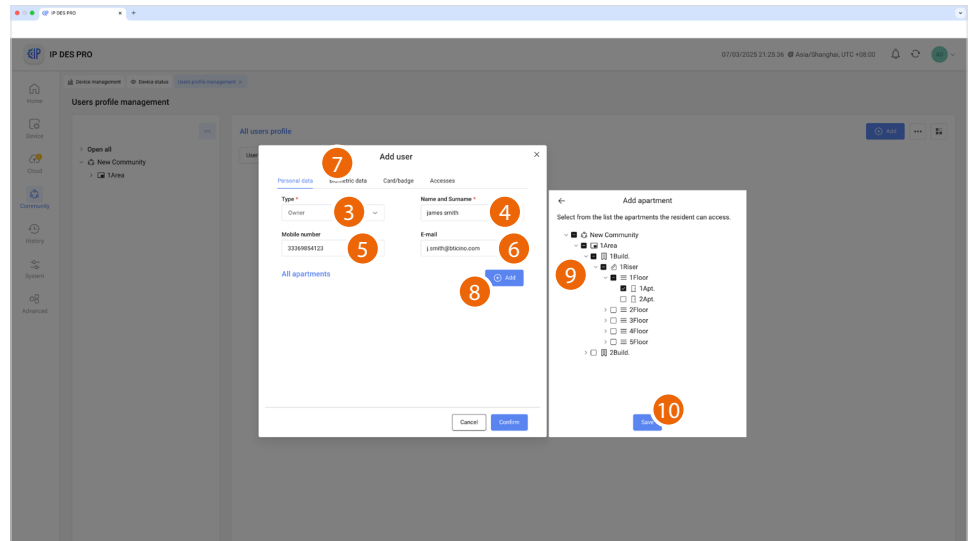 IP DES PRO
IP DES PRO
07/03/2025 21:25:36 Asia/Shanghai, UTC +08:00
Device management Device status Users profile management
Users profile management
Home
Device
Cloud
Community
History
System
Advanced
Open all
New Community
1Area
All users profile
Add
User
Add user
7
Personal data Biometric data Card/badge Accesses
Type *
Owner
3
Name and Surname *
james smith
4
Mobile number
33369854123
5
E-mail
j.smith@bticino.com
6
All apartments
Add
8
Cancel
Confirm
Add apartment
Select from the list the apartments the resident can access.
New Community
1Area
1Build.
1Riser
9
1Floor
1Apt.
2Apt.
2Floor
3Floor
4Floor
5Floor
2Build.
10
Save